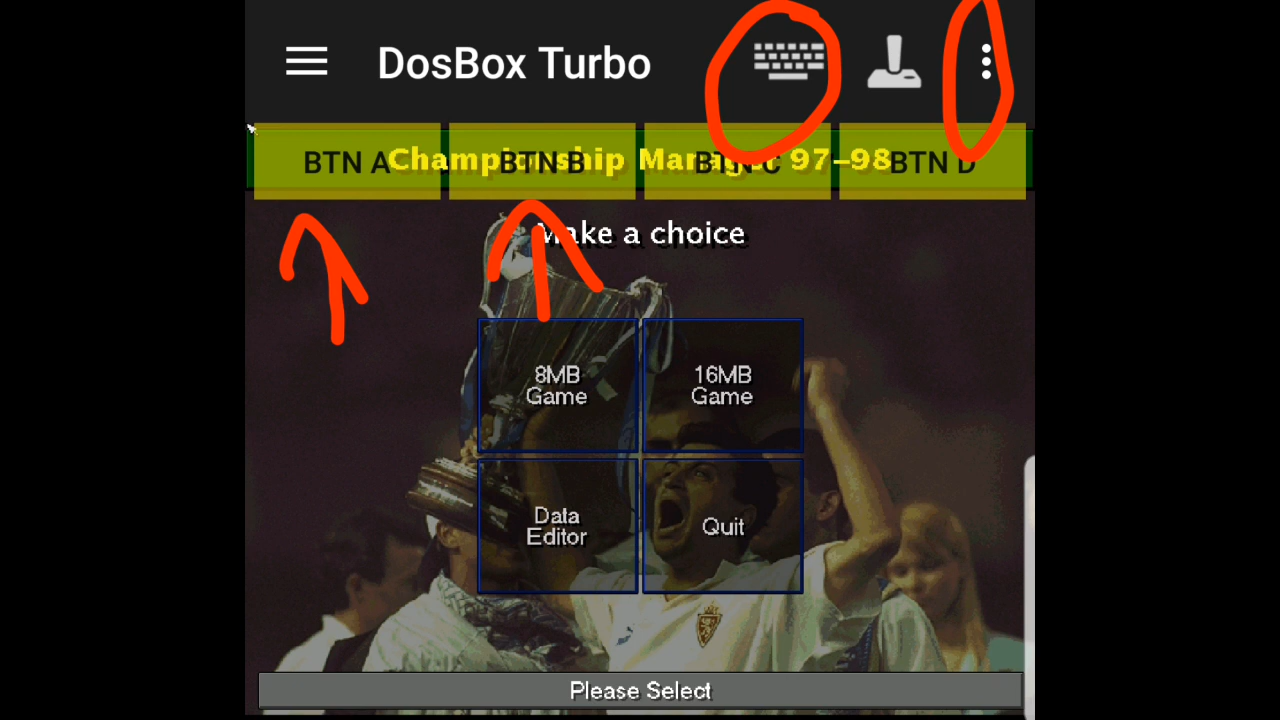 DosBox Turbo
BTN A BTN B BTN C BTN D
Championship Manager 97-98
Make a choice
8MB
Game
16MB
Game
Data
Editor
Quit
Please Select